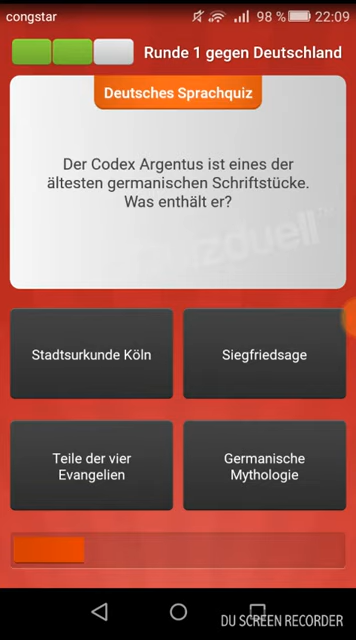 congstar 98 % 22:09
Runde 1 gegen Deutschland
Deutsches Sprachquiz
Der Codex Argentus ist eines der
ältesten germanischen Schriftstücke.
Was enthält er?
zduell
Stadtsurkunde Köln
Siegfriedsage
Teile der vier
Evangelien
Germanische
Mythologie
DU SCREEN RECORDER